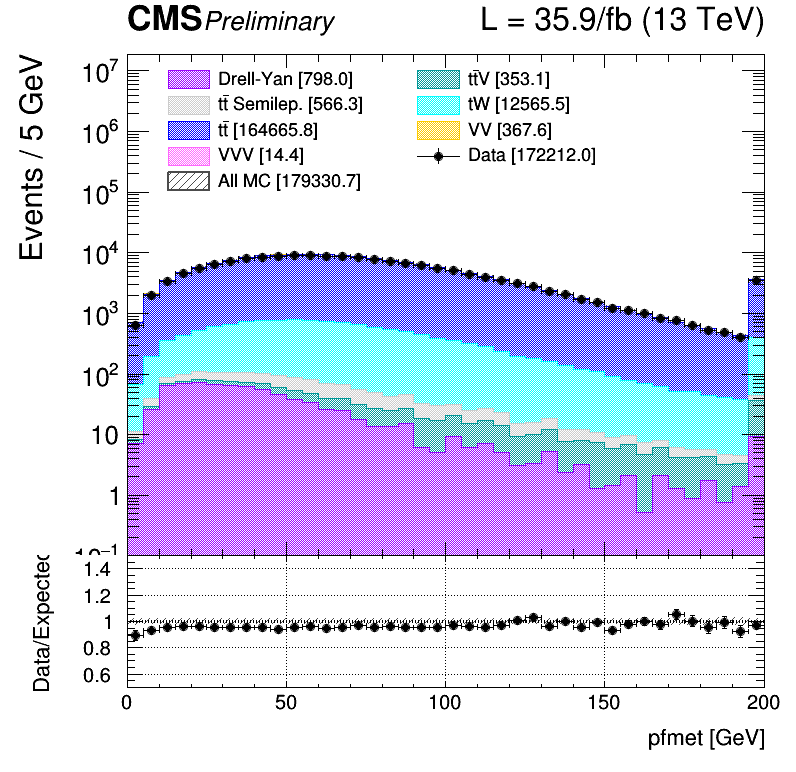 CMS Preliminary L = 35.9/fb (13 TeV)
Events / 5 GeV
10⁷
10⁶
10⁵
10⁴
10³
10²
10
1
10⁻¹
Drell-Yan [798.0]
tt̄ Semilep. [566.3]
tt̄ [164665.8]
VVV [14.4]
All MC [179330.7]
tt̄V [353.1]
tW [12565.5]
VV [367.6]
Data [172212.0]
Data/Expected
1.4
1.2
1
0.8
0.6
0 50 100 150 200
pfmet [GeV]